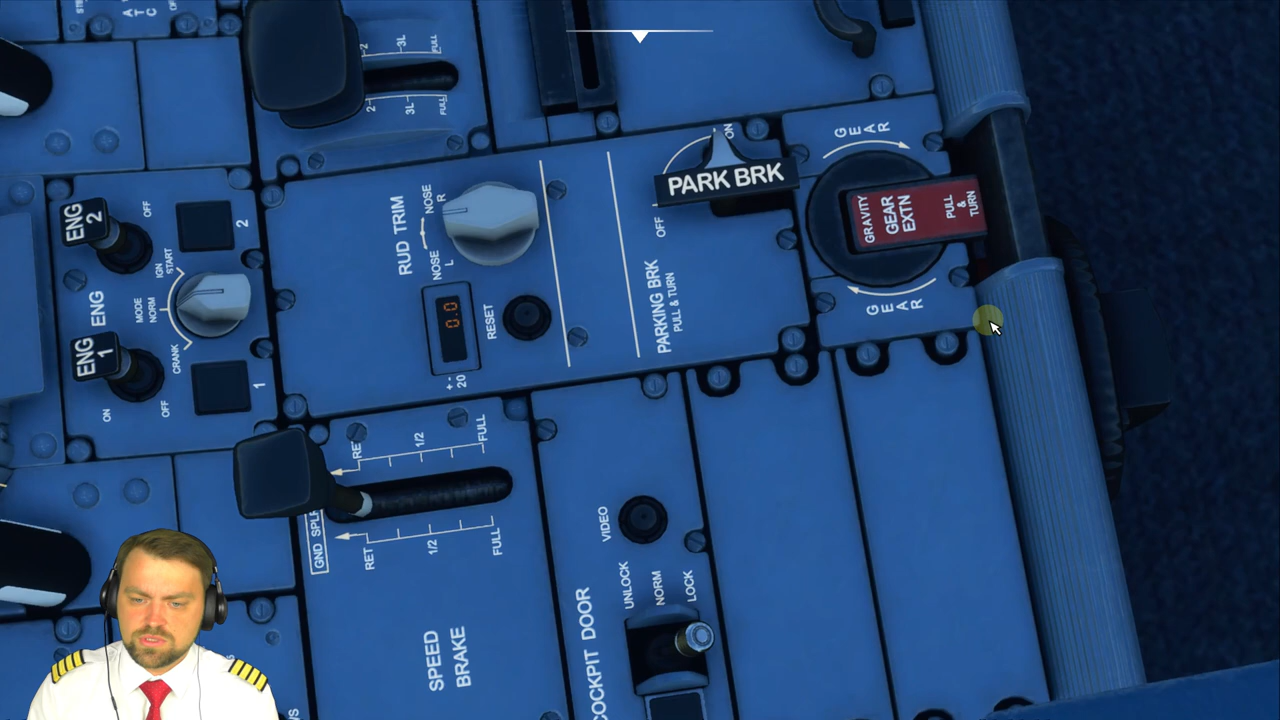 A
T
C
2
3L
FULL
2
3L
FULL
ENG
2
OFF
2
IGN
START
ENG
MODE
NORM
CRANK
ENG
1
ON
OFF
1
RUD TRIM
NOSE
R
NOSE
L
0.0
RESET
+-
20
ON
PARK BRK
OFF
PARKING BRK
PULL & TURN
GEAR
GRAVITY
GEAR
EXTN
PULL
&
TURN
GEAR
RET
1/2
FULL
GND SPLR
RET
1/2
FULL
SPEED
BRAKE
VIDEO
UNLOCK
NORM
LOCK
COCKPIT DOOR